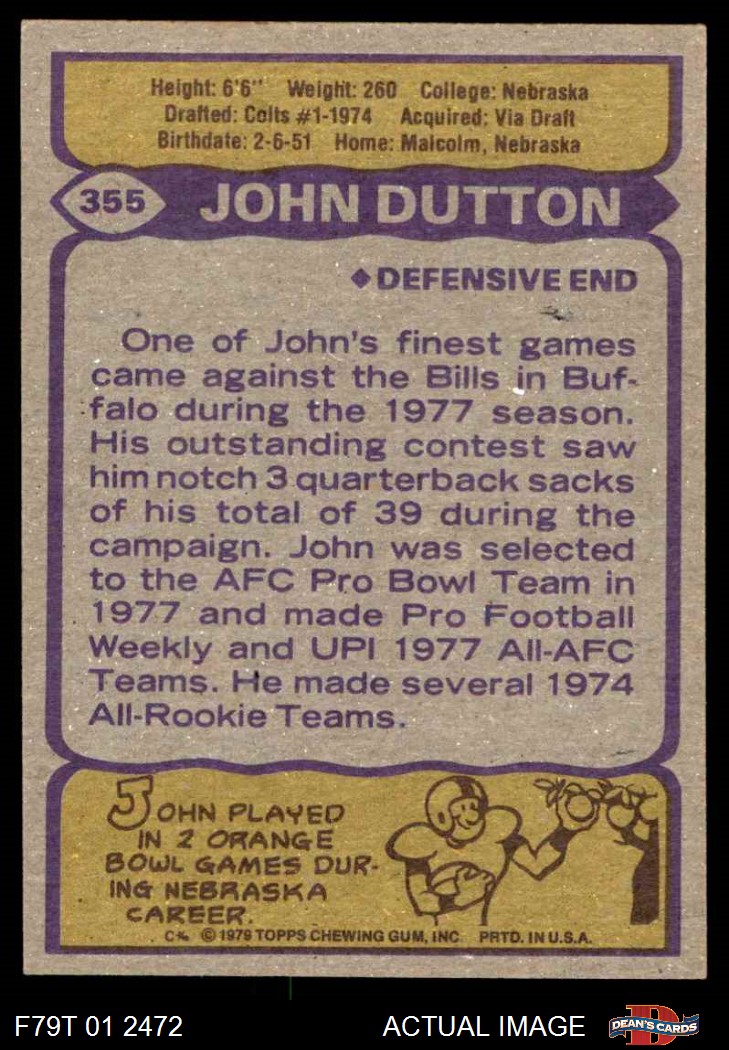 Height: 6'6" Weight: 260 College: Nebraska
Drafted: Colts #1-1974 Acquired: Via Draft
Birthdate: 2-6-51 Home: Malcolm, Nebraska
355 JOHN DUTTON
◆DEFENSIVE END
One of John's finest games
came against the Bills in Buf-
falo during the 1977 season.
His outstanding contest saw
him notch 3 quarterback sacks
of his total of 39 during the
campaign. John was selected
to the AFC Pro Bowl Team in
1977 and made Pro Football
Weekly and UPI 1977 All-AFC
Teams. He made several 1974
All-Rookie Teams.
JOHN PLAYED
IN 2 ORANGE
BOWL GAMES DUR-
ING NEBRASKA
CAREER.
© 1979 TOPPS CHEWING GUM, INC. PRTD. IN U.S.A.
F79T 01 2472 ACTUAL IMAGE D DEAN'S CARDS